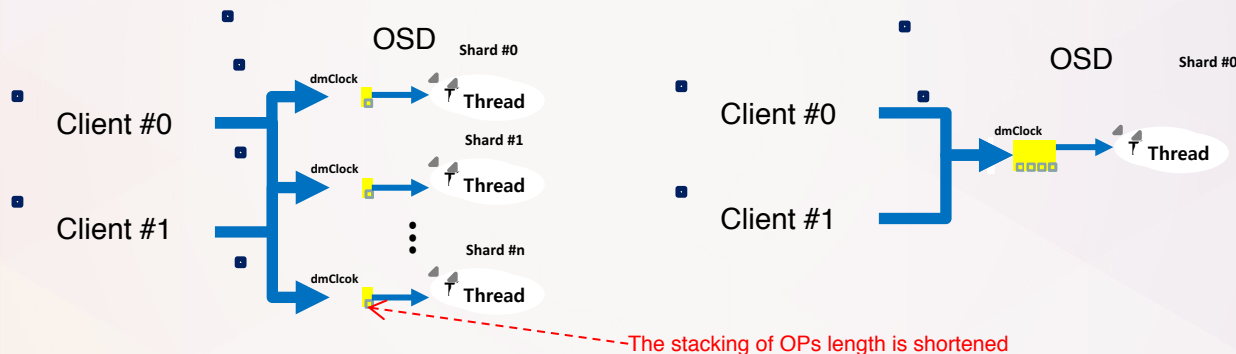 OSD
Shard #0
dmClock
Thread
Client #0
Shard #1
dmClock
Thread
Client #1
Shard #n
dmClcok
Thread
The stacking of OPs length is shortened
OSD
Shard #0
Client #0
dmClock
Thread
Client #1